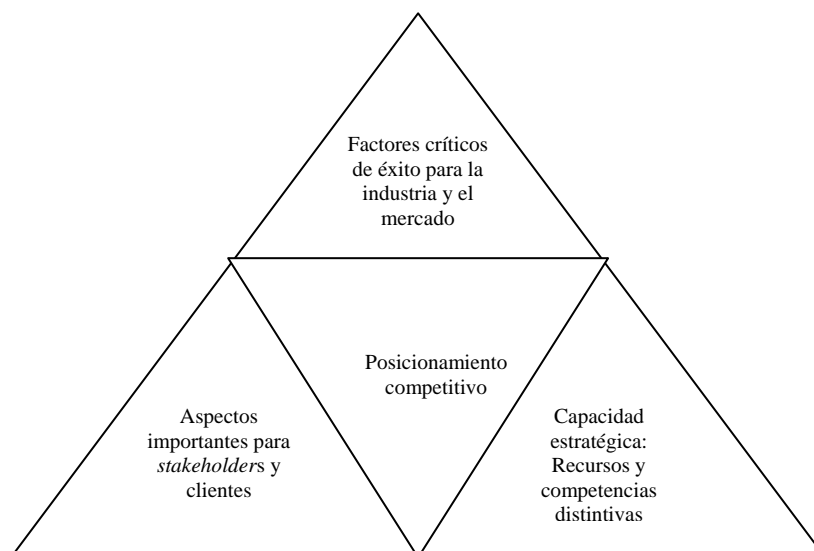 Factores críticos
de éxito para la
industria y el
mercado
Posicionamiento
competitivo
Aspectos
importantes para
stakeholders y
clientes
Capacidad
estratégica:
Recursos y
competencias
distintivas